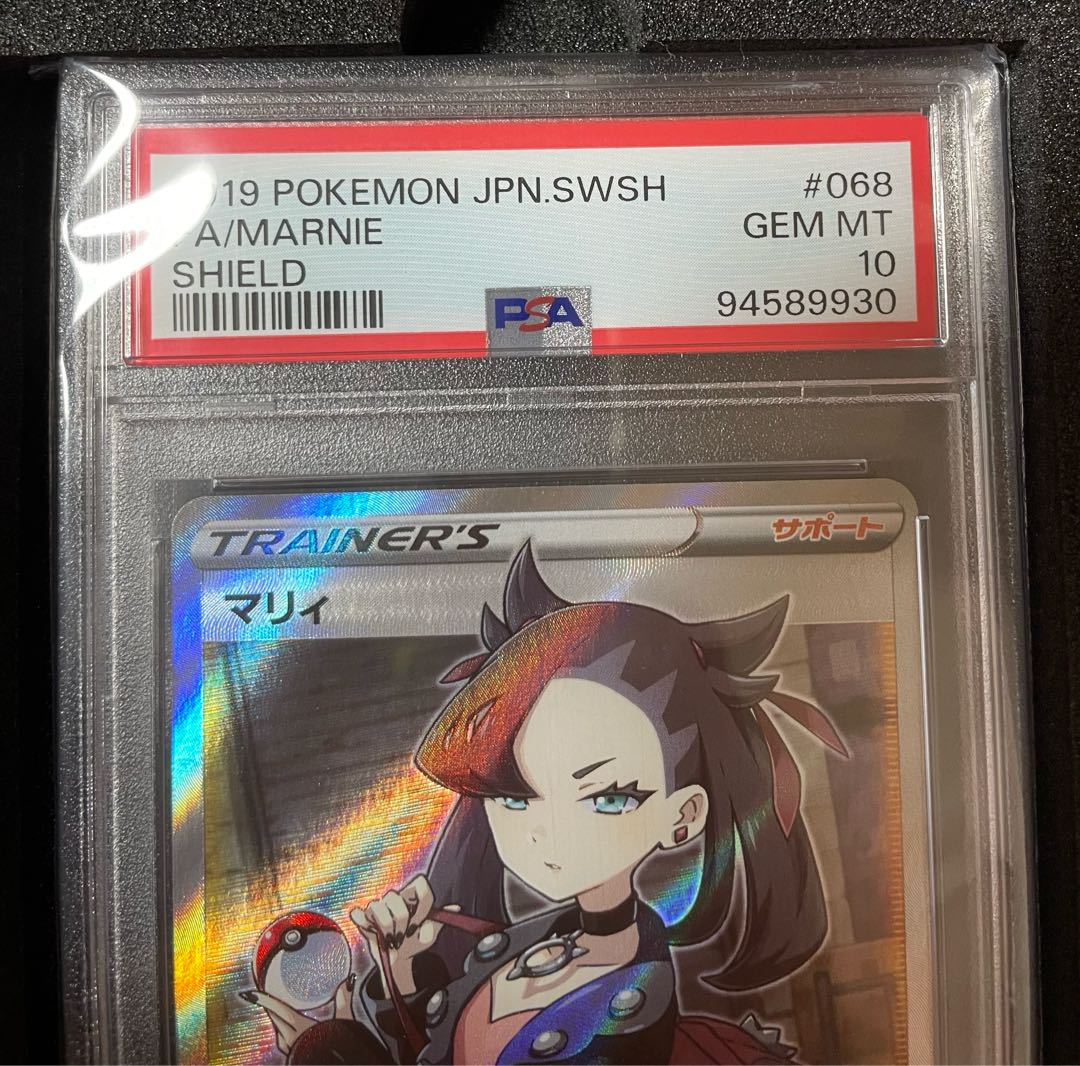 19 POKEMON JPN.SWSH #068
A/MARNIE GEM MT
SHIELD 10
PSA 94589930
TRAINER'S サポート
マリィ